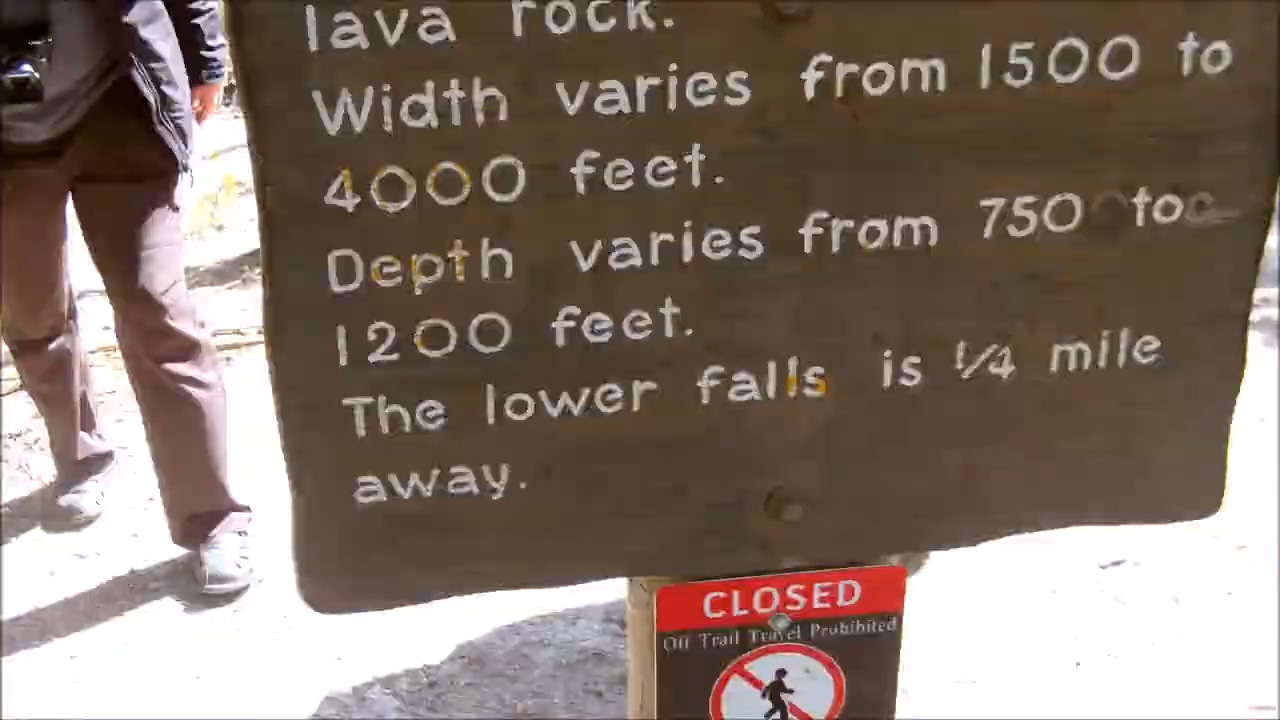 lava rock.
Width varies from 1500 to
4000 feet.
Depth varies from 750 to
1200 feet.
The lower falls is 1/4 mile
away.
CLOSED
Off Trail Travel Prohibited